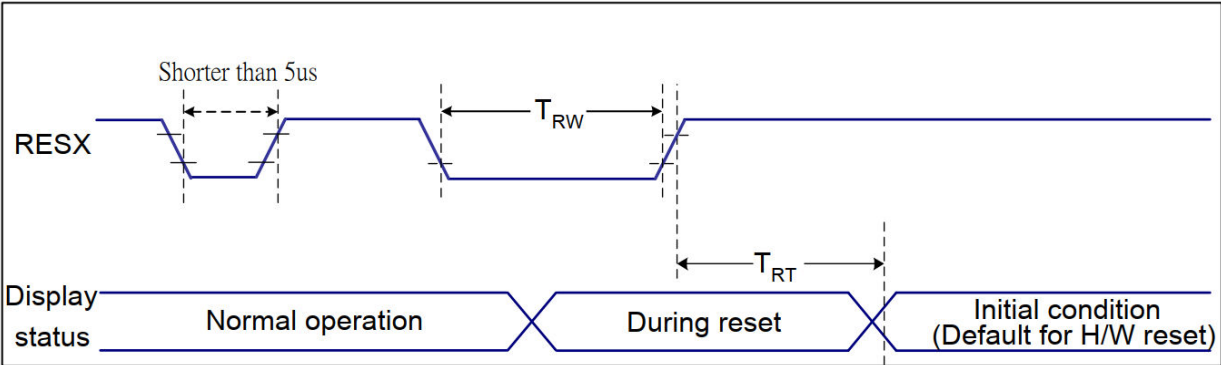 Shorter than 5us
RESX
TRW
TRT
Display status
Normal operation
During reset
Initial condition
(Default for H/W reset)